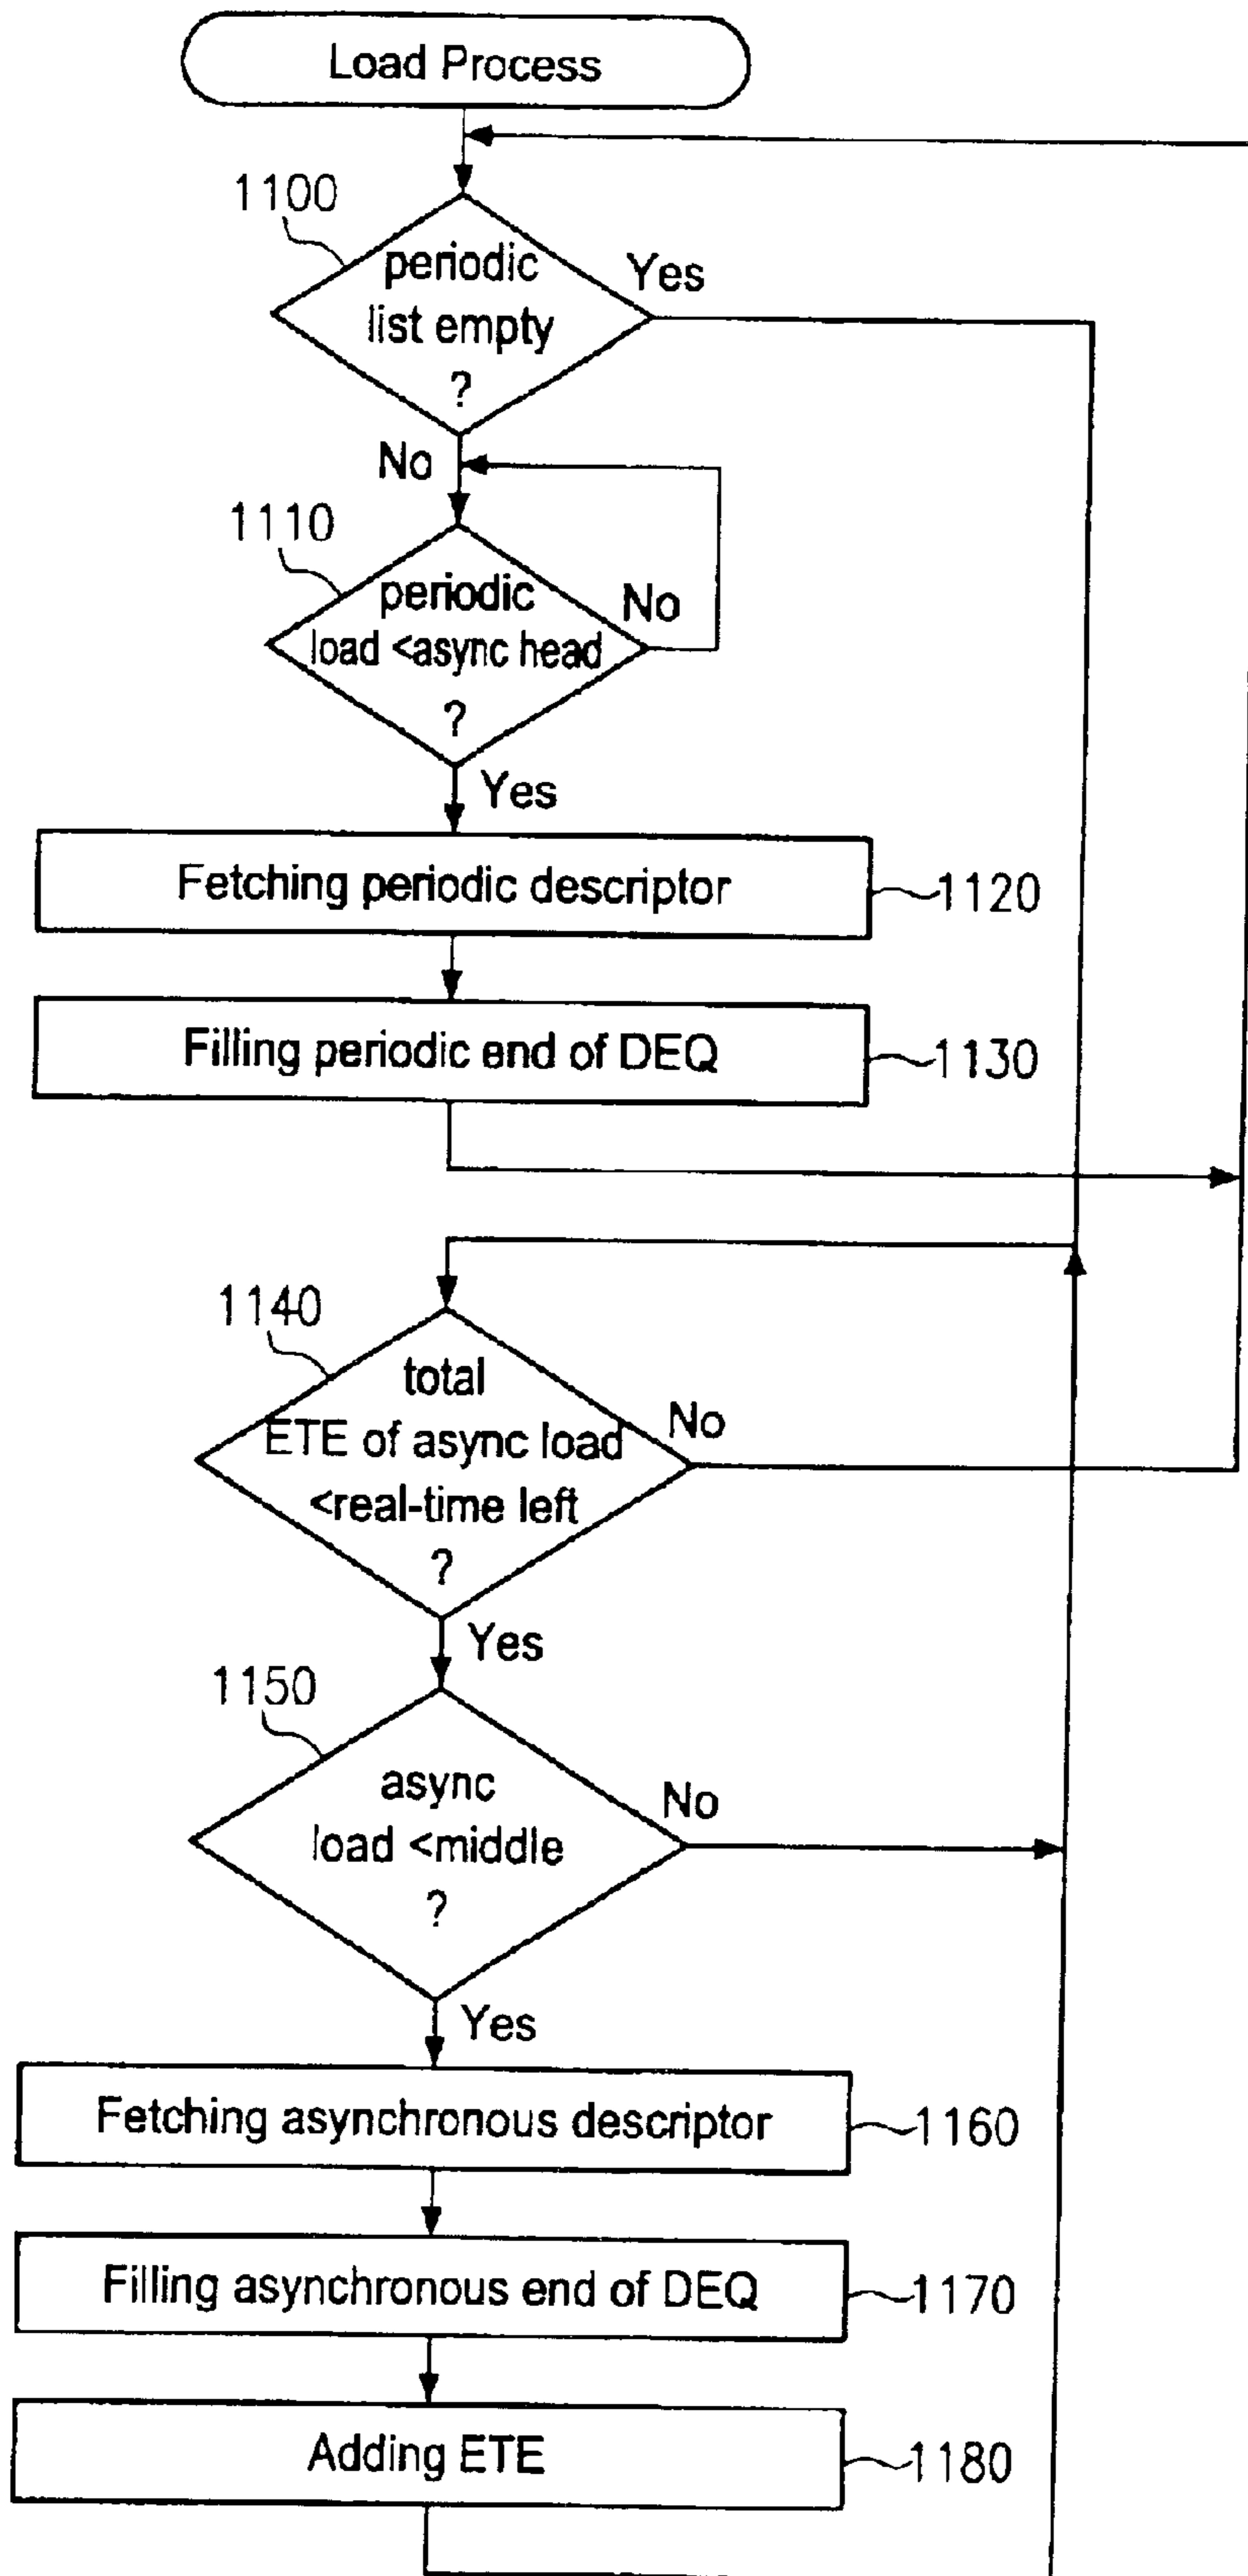 Load Process
1100
periodic
list empty
?
Yes
No
1110
periodic
load <async head
?
No
Yes
Fetching periodic descriptor
1120
Filling periodic end of DEQ
1130
1140
total
ETE of async load
<real-time left
?
No
Yes
1150
async
load <middle
?
No
Yes
Fetching asynchronous descriptor
1160
Filling asynchronous end of DEQ
1170
Adding ETE
1180